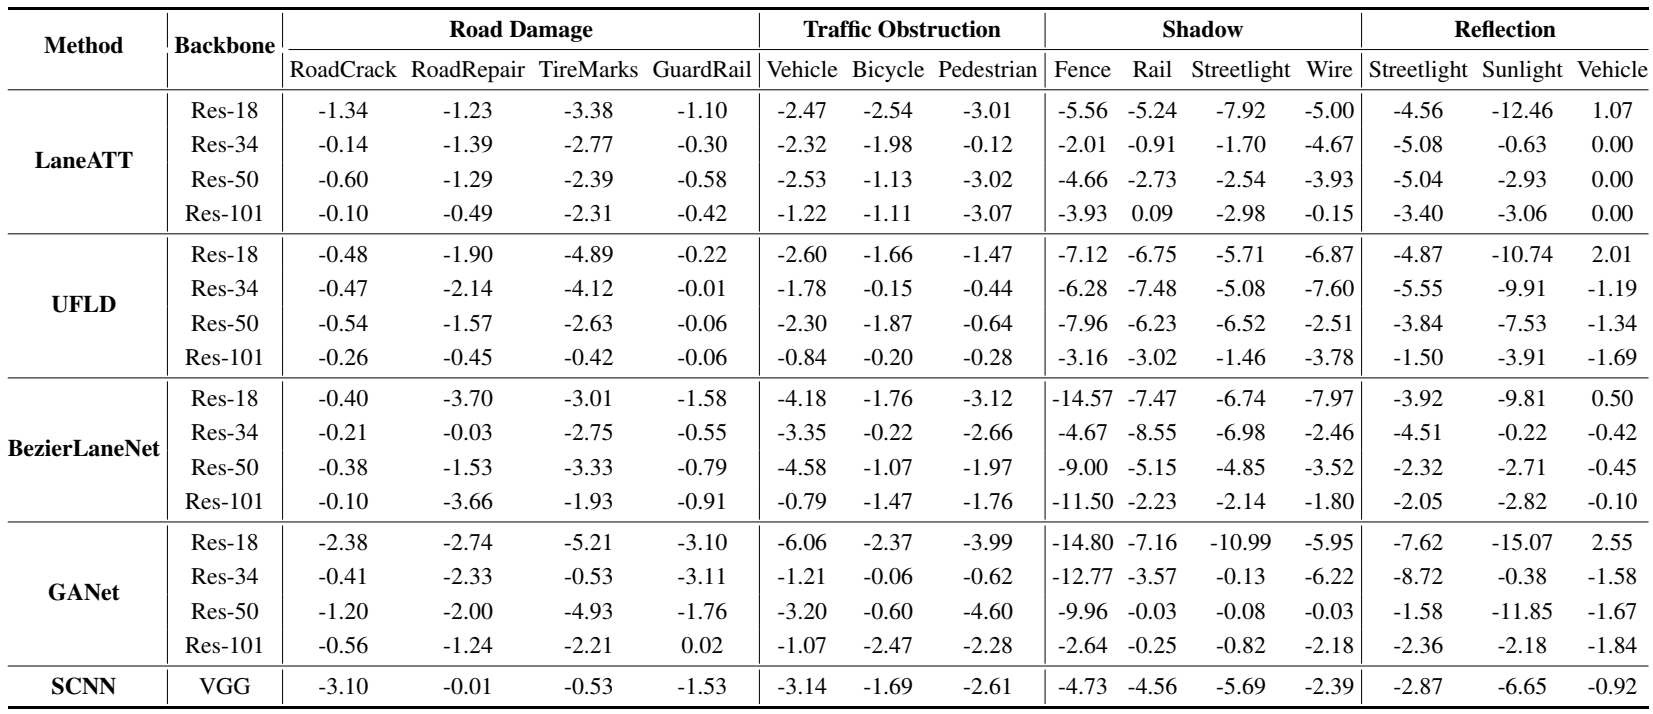 Method Backbone Road Damage Traffic Obstruction Shadow Reflection
RoadCrack RoadRepair TireMarks GuardRail Vehicle Bicycle Pedestrian Fence Rail Streetlight Wire Streetlight Sunlight Vehicle
LaneATT
Res-18 -1.34 -1.23 -3.38 -1.10 -2.47 -2.54 -3.01 -5.56 -5.24 -7.92 -5.00 -4.56 -12.46 1.07
Res-34 -0.14 -1.39 -2.77 -0.30 -2.32 -1.98 -0.12 -2.01 -0.91 -1.70 -4.67 -5.08 -0.63 0.00
Res-50 -0.60 -1.29 -2.39 -0.58 -2.53 -1.13 -3.02 -4.66 -2.73 -2.54 -3.93 -5.04 -2.93 0.00
Res-101 -0.10 -0.49 -2.31 -0.42 -1.22 -1.11 -3.07 -3.93 0.09 -2.98 -0.15 -3.40 -3.06 0.00
UFLD
Res-18 -0.48 -1.90 -4.89 -0.22 -2.60 -1.66 -1.47 -7.12 -6.75 -5.71 -6.87 -4.87 -10.74 2.01
Res-34 -0.47 -2.14 -4.12 -0.01 -1.78 -0.15 -0.44 -6.28 -7.48 -5.08 -7.60 -5.55 -9.91 -1.19
Res-50 -0.54 -1.57 -2.63 -0.06 -2.30 -1.87 -0.64 -7.96 -6.23 -6.52 -2.51 -3.84 -7.53 -1.34
Res-101 -0.26 -0.45 -0.42 -0.06 -0.84 -0.20 -0.28 -3.16 -3.02 -1.46 -3.78 -1.50 -3.91 -1.69
BezierLaneNet
Res-18 -0.40 -3.70 -3.01 -1.58 -4.18 -1.76 -3.12 -14.57 -7.47 -6.74 -7.97 -3.92 -9.81 0.50
Res-34 -0.21 -0.03 -2.75 -0.55 -3.35 -0.22 -2.66 -4.67 -8.55 -6.98 -2.46 -4.51 -0.22 -0.42
Res-50 -0.38 -1.53 -3.33 -0.79 -4.58 -1.07 -1.97 -9.00 -5.15 -4.85 -3.52 -2.32 -2.71 -0.45
Res-101 -0.10 -3.66 -1.93 -0.91 -0.79 -1.47 -1.76 -11.50 -2.23 -2.14 -1.80 -2.05 -2.82 -0.10
GANet
Res-18 -2.38 -2.74 -5.21 -3.10 -6.06 -2.37 -3.99 -14.80 -7.16 -10.99 -5.95 -7.62 -15.07 2.55
Res-34 -0.41 -2.33 -0.53 -3.11 -1.21 -0.06 -0.62 -12.77 -3.57 -0.13 -6.22 -8.72 -0.38 -1.58
Res-50 -1.20 -2.00 -4.93 -1.76 -3.20 -0.60 -4.60 -9.96 -0.03 -0.08 -0.03 -1.58 -11.85 -1.67
Res-101 -0.56 -1.24 -2.21 0.02 -1.07 -2.47 -2.28 -2.64 -0.25 -0.82 -2.18 -2.36 -2.18 -1.84
SCNN VGG -3.10 -0.01 -0.53 -1.53 -3.14 -1.69 -2.61 -4.73 -4.56 -5.69 -2.39 -2.87 -6.65 -0.92